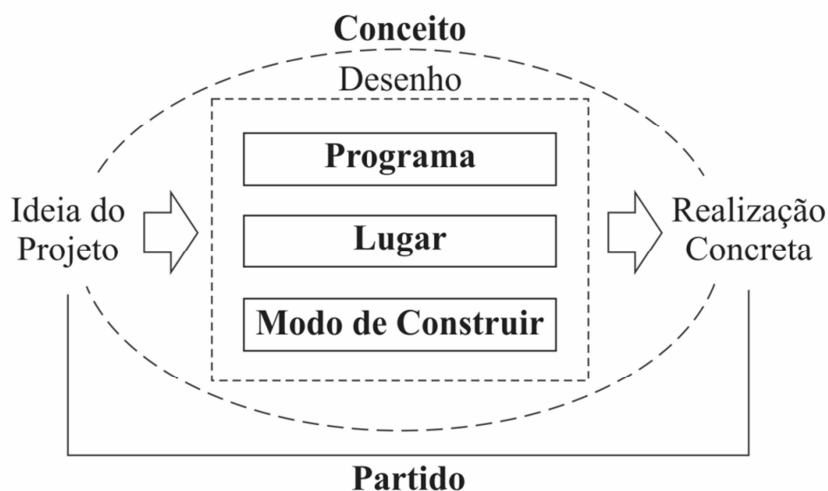 Conceito
Desenho
Programa
Ideia do
Projeto
Lugar
Realização
Concreta
Modo de Construir
Partido